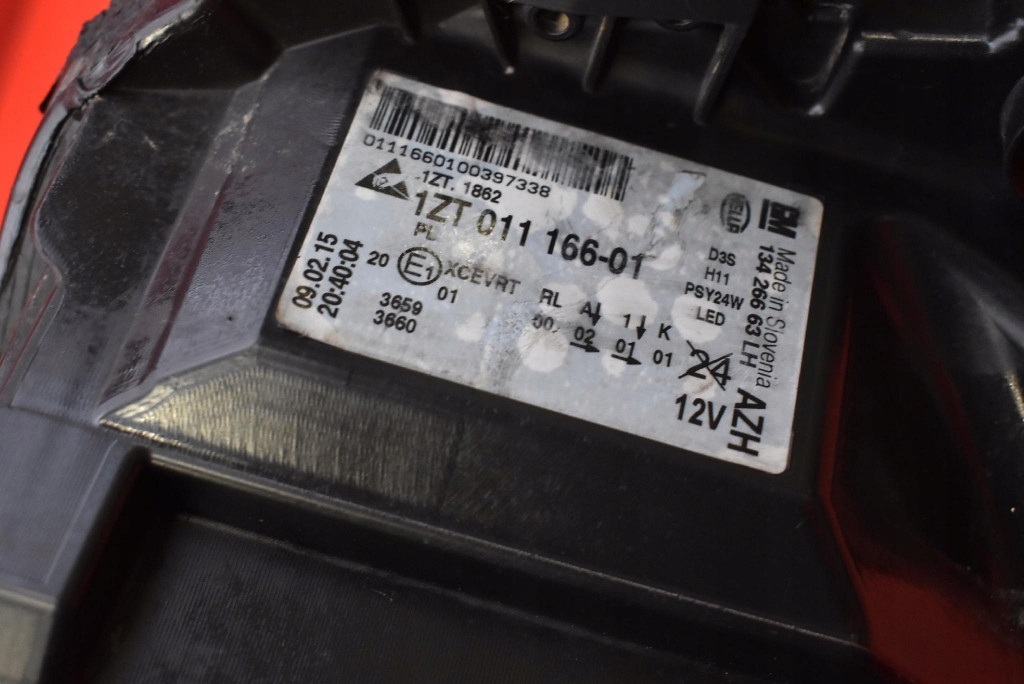 0111660100397338
1ZT. 1862
1ZT 011 166-01
PL
20 E1 XCEVRT
01
3659
3660
09.02.15
20:40:04
RL A 1 K
00. 02 01 01
HELLA
GM
D3S
H11
PSY24W
LED
Made in Slovenia
134 266 63 LH
AZH
24
12V